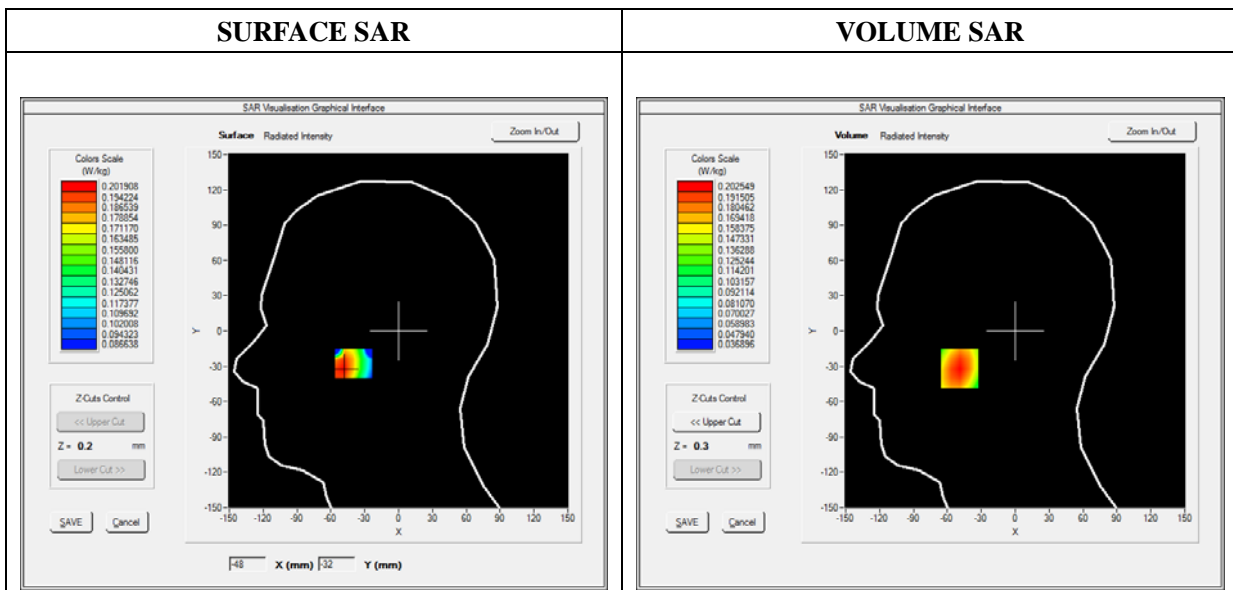 SURFACE SAR
VOLUME SAR
SAR Visualisation Graphical Interface
Surface Radiated Intensity
Zoom In/Out
Colors Scale
(W/kg)
0.201908
0.194224
0.186539
0.178854
0.171170
0.163485
0.155800
0.148116
0.140431
0.132746
0.125062
0.117377
0.109692
0.102008
0.094323
0.086638
Z-Cuts Control
<< Upper Cut
Z = 0.2 mm
Lower Cut >>
SAVE Cancel
150
120
90
60
30
0
-30
-60
-90
-120
-150
Y
-150 -120 -90 -60 -30 0 30 60 90 120 150
X
-48 X (mm) -32 Y (mm)
SAR Visualisation Graphical Interface
Volume Radiated Intensity
Zoom In/Out
Colors Scale
(W/kg)
0.202549
0.191505
0.180462
0.169418
0.158375
0.147331
0.136288
0.125244
0.114201
0.103157
0.092114
0.081070
0.070027
0.058983
0.047940
0.036896
Z-Cuts Control
<< Upper Cut
Z = 0.3 mm
Lower Cut >>
SAVE Cancel
150
120
90
60
30
0
-30
-60
-90
-120
-150
Y
-150 -120 -90 -60 -30 0 30 60 90 120 150
X